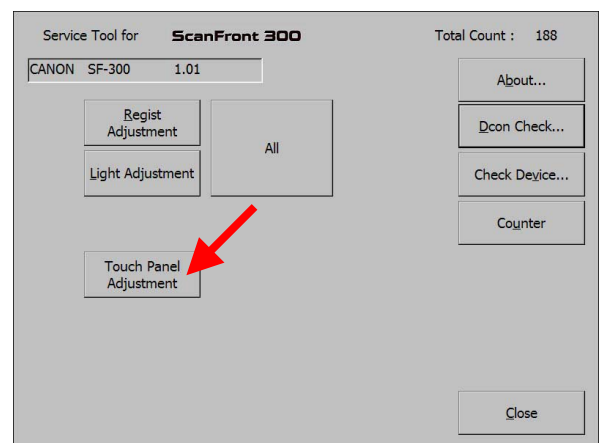 Service Tool for ScanFront 300 Total Count : 188
CANON SF-300 1.01
About...
Regist
Adjustment
All
Dcon Check...
Light Adjustment
Check Device...
Counter
Touch Panel
Adjustment
Close